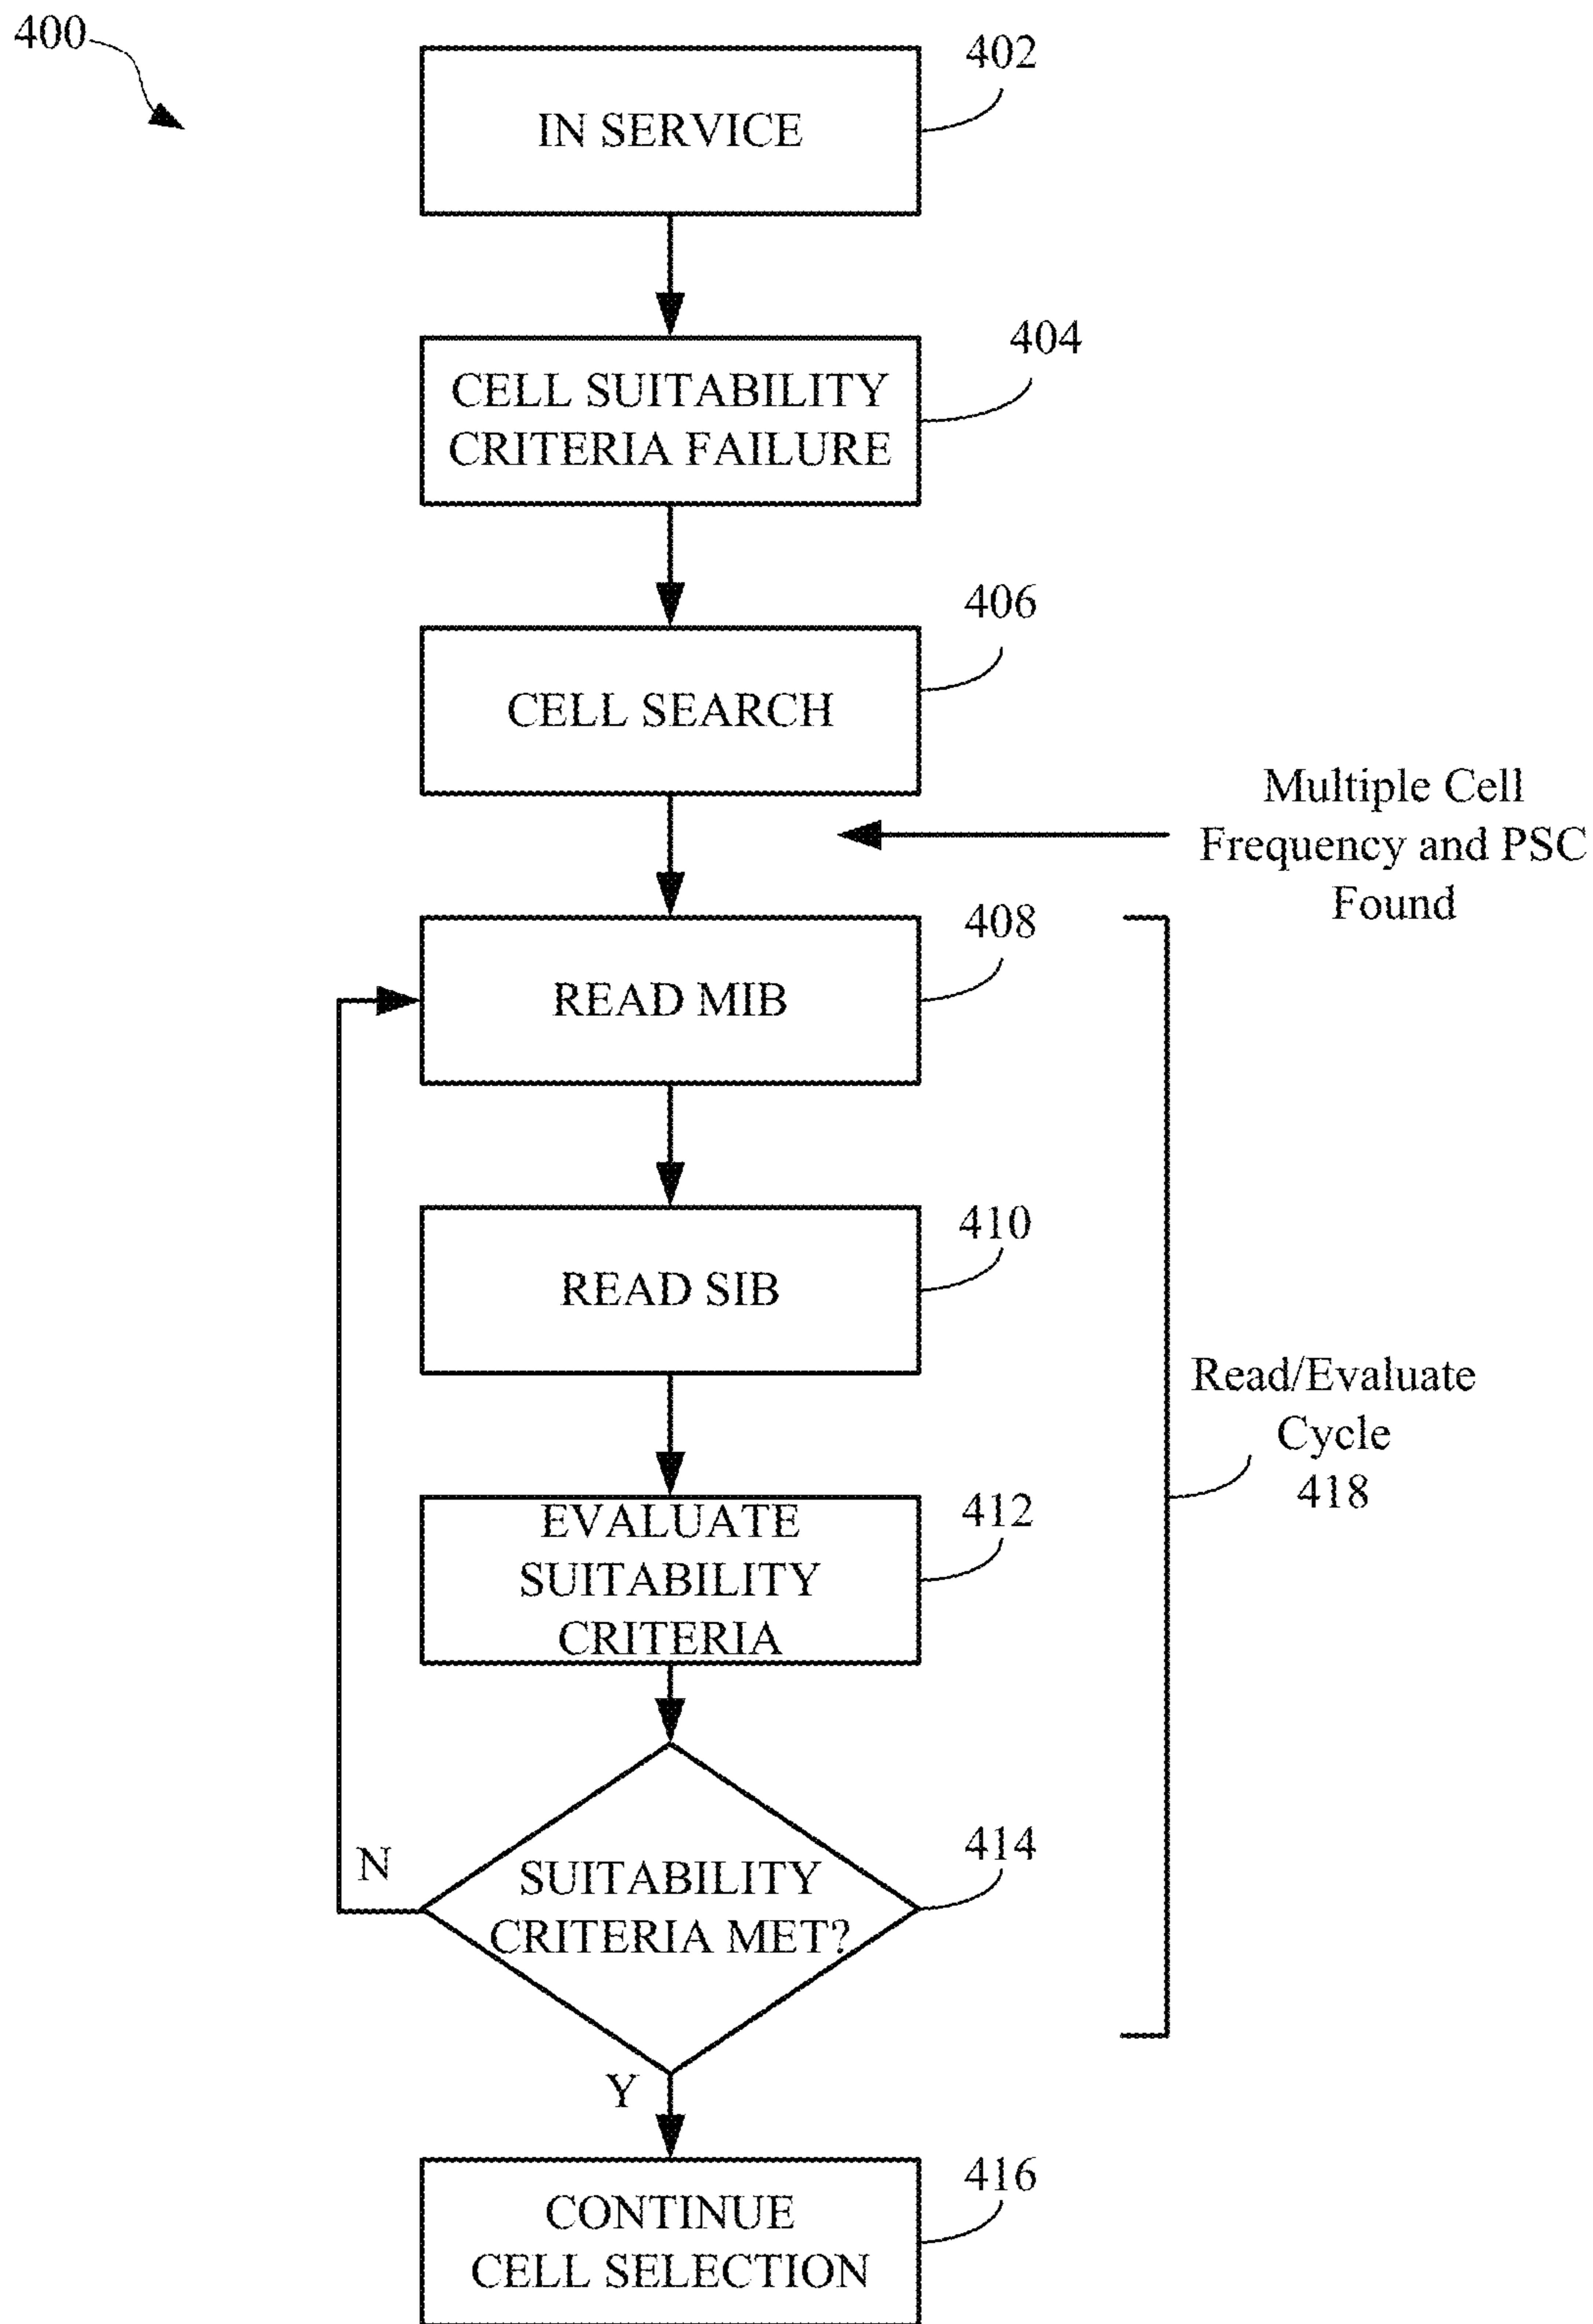 400
402
IN SERVICE
404
CELL SUITABILITY
CRITERIA FAILURE
406
CELL SEARCH
Multiple Cell
Frequency and PSC
Found
408
READ MIB
410
READ SIB
Read/Evaluate
Cycle
418
412
EVALUATE
SUITABILITY
CRITERIA
414
N
SUITABILITY
CRITERIA MET?
Y
416
CONTINUE
CELL SELECTION